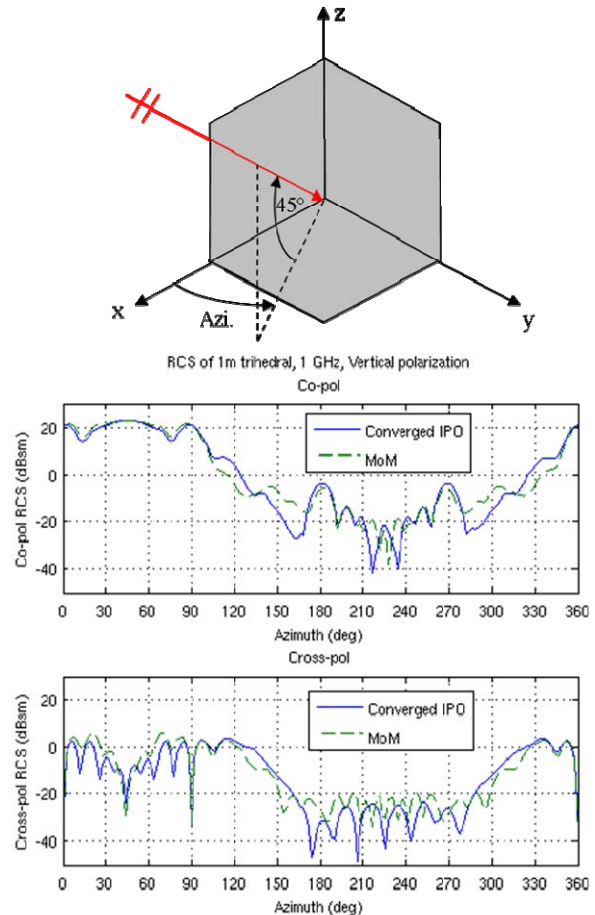 z
45°
x
Azi.
y
RCS of 1m trihedral, 1 GHz, Vertical polarization
Co-pol
Co-pol RCS (dBsm)
20
0
-20
-40
Converged IPO
MoM
0 30 60 90 120 150 180 210 240 270 300 330 360
Azimuth (deg)
Cross-pol
Cross-pol RCS (dBsm)
20
0
-20
-40
Converged IPO
MoM
0 30 60 90 120 150 180 210 240 270 300 330 360
Azimuth (deg)